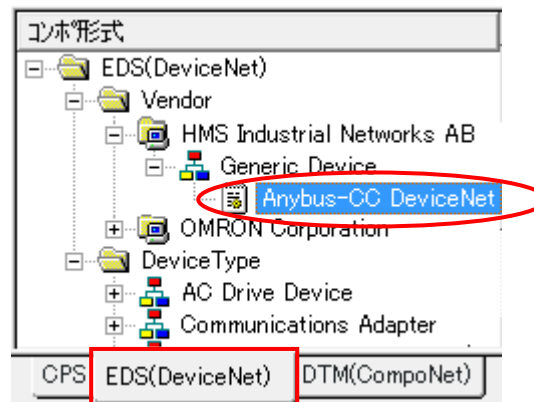 コンポ形式
EDS(DeviceNet)
Vendor
HMS Industrial Networks AB
Generic Device
Anybus-CC DeviceNet
OMRON Corporation
DeviceType
AC Drive Device
Communications Adapter
CPS EDS(DeviceNet) DTM(CompoNet)